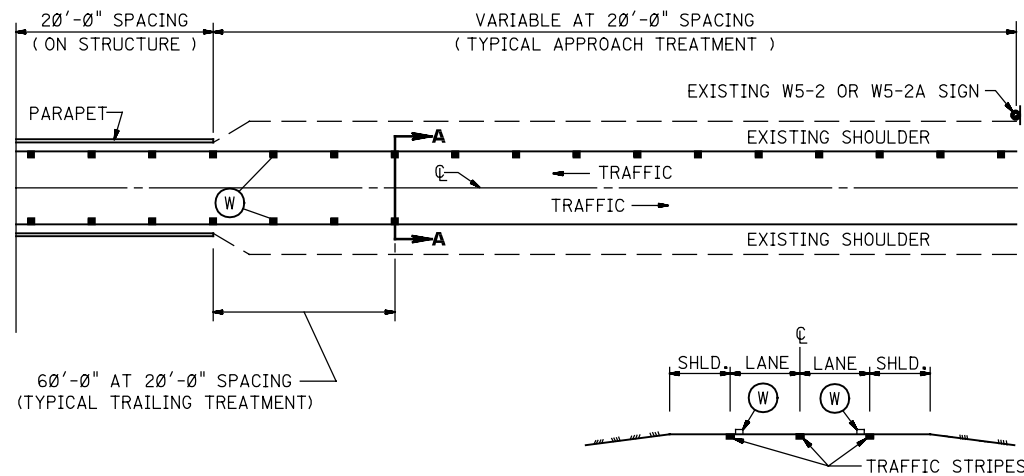 20'-0" SPACING
( ON STRUCTURE )
VARIABLE AT 20'-0" SPACING
( TYPICAL APPROACH TREATMENT )
EXISTING W5-2 OR W5-2A SIGN
PARAPET
A
EXISTING SHOULDER
℄
TRAFFIC
W
TRAFFIC
A
EXISTING SHOULDER
60'-0" AT 20'-0" SPACING
(TYPICAL TRAILING TREATMENT)
℄
SHLD. LANE LANE SHLD.
W W
TRAFFIC STRIPES